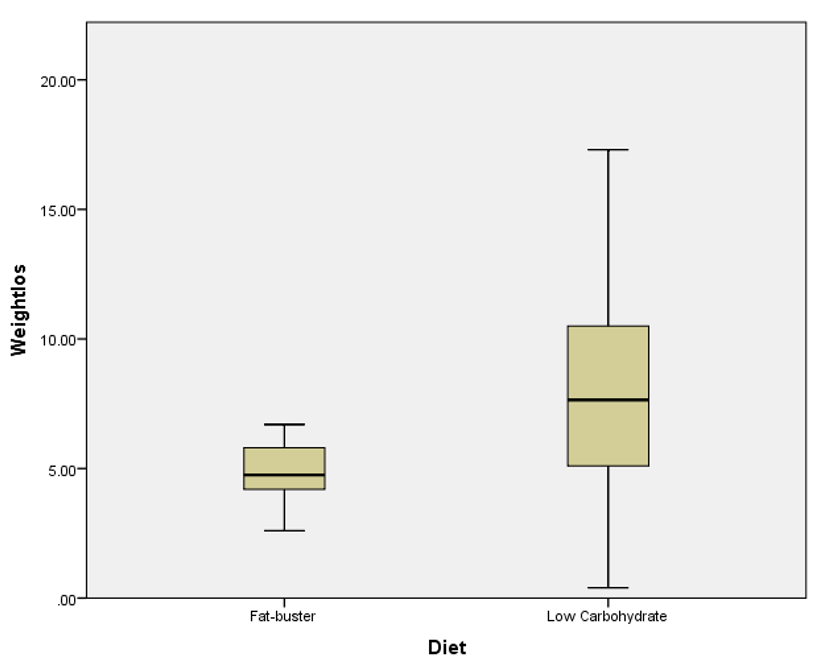 Weightlos
20.00
15.00
10.00
5.00
.00
Fat-buster
Low Carbohydrate
Diet